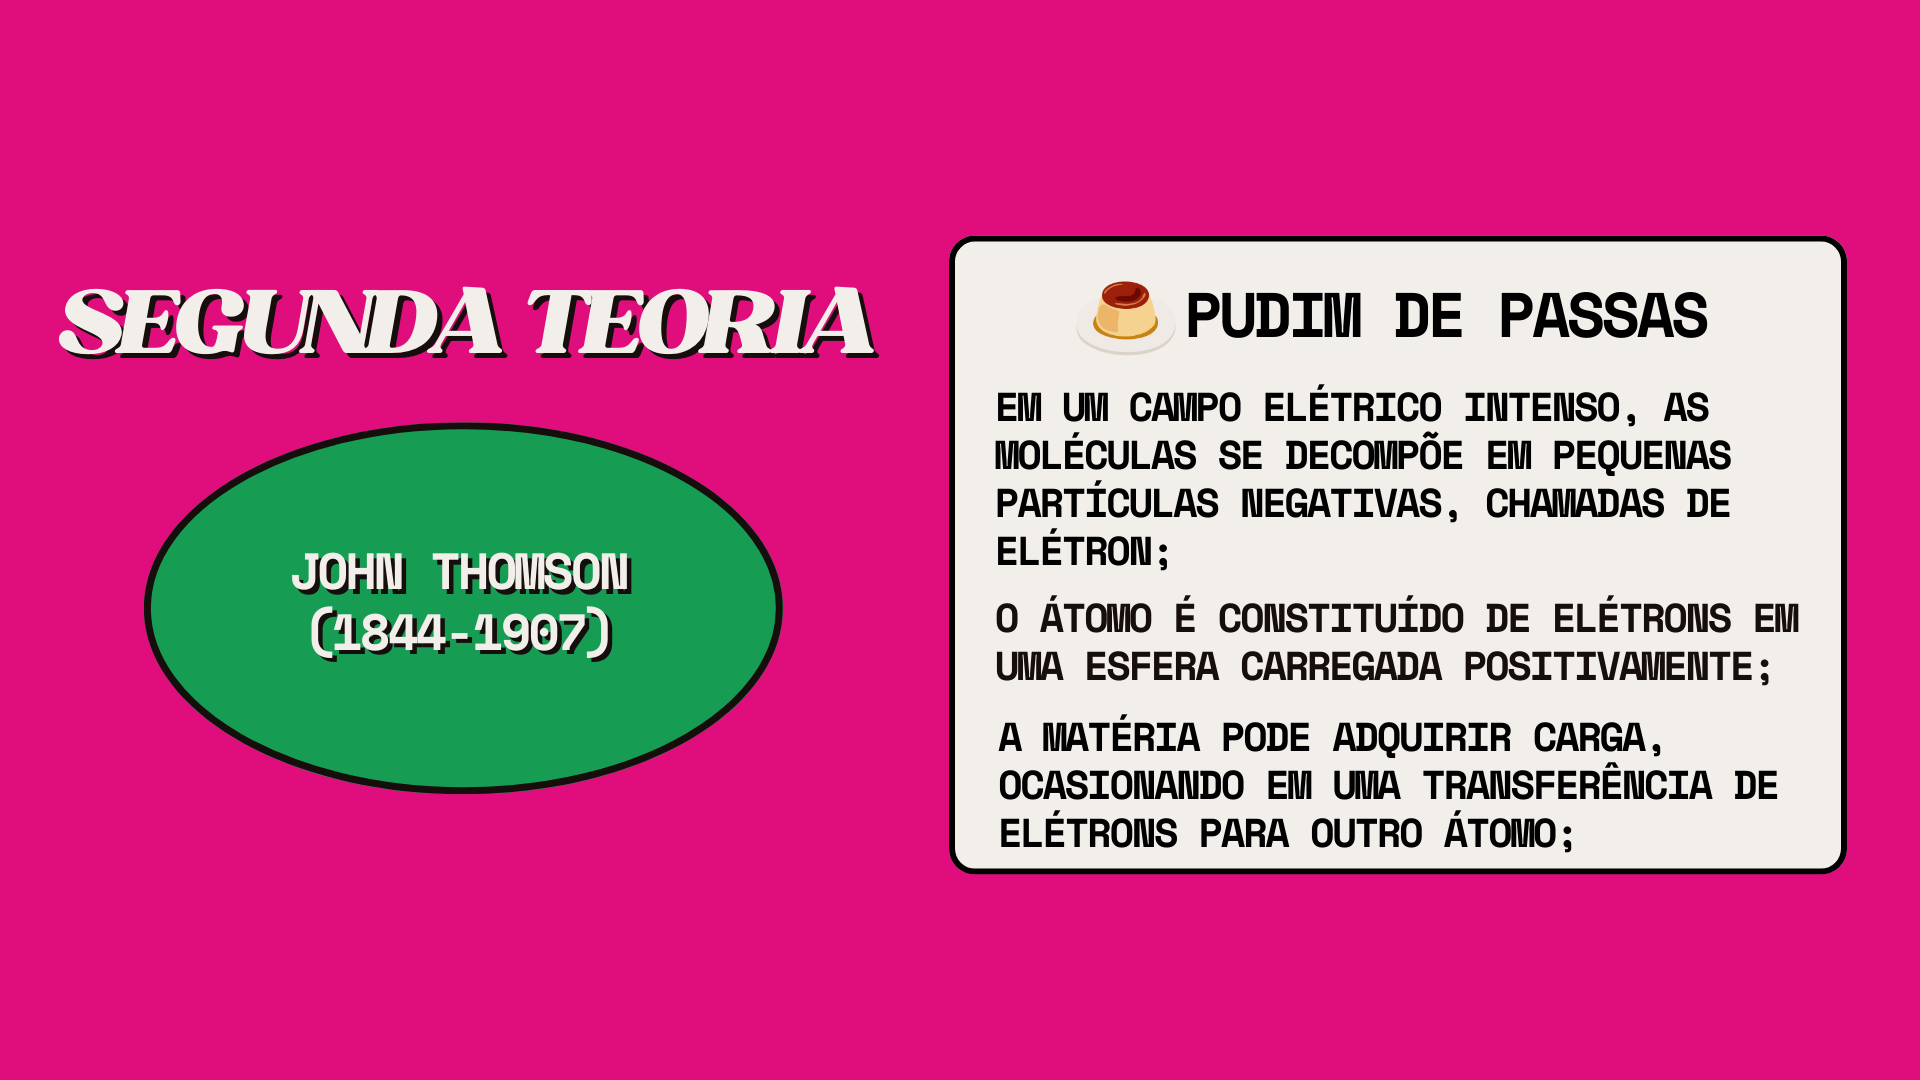 SEGUNDA TEORIA
JOHN THOMSON
(1844-1907)
PUDIM DE PASSAS
EM UM CAMPO ELÉTRICO INTENSO, AS
MOLÉCULAS SE DECOMPÕE EM PEQUENAS
PARTÍCULAS NEGATIVAS, CHAMADAS DE
ELÉTRON;
O ÁTOMO É CONSTITUÍDO DE ELÉTRONS EM
UMA ESFERA CARREGADA POSITIVAMENTE;
A MATÉRIA PODE ADQUIRIR CARGA,
OCASIONANDO EM UMA TRANSFERÊNCIA DE
ELÉTRONS PARA OUTRO ÁTOMO;